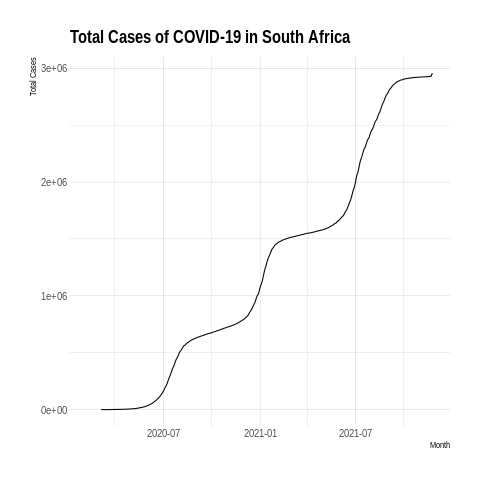 Total Cases of COVID-19 in South Africa
Total Cases
3e+06
2e+06
1e+06
0e+00
2020-07 2021-01 2021-07
Month